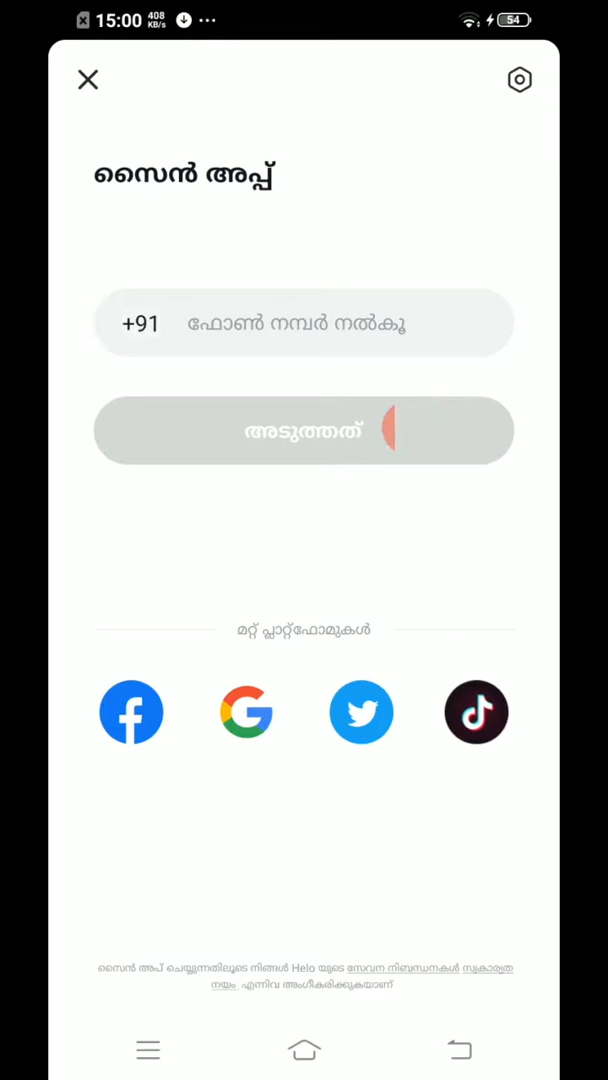 15:00 408 KB/s 54
സൈൻ അപ്പ്
+91 ഫോൺ നമ്പർ നൽകൂ
അടുത്തത്
മറ്റ് പ്ലാറ്റ്ഫോമുകൾ
സൈൻ അപ് ചെയ്യുന്നതിലൂടെ നിങ്ങൾ Helo യുടെ സേവന നിബന്ധനകൾ സ്വകാര്യത
നയം എന്നിവ അംഗീകരിക്കുകയാണ്